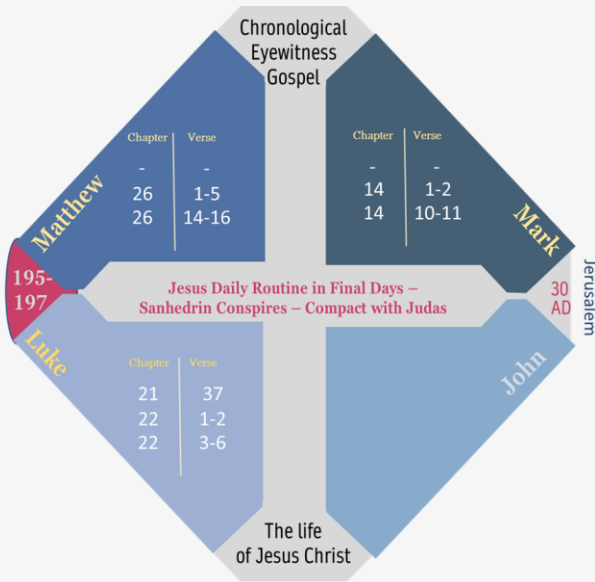 Chronological
Eyewitness
Gospel
Chapter Verse
- -
26 1-5
26 14-16
Matthew
Chapter Verse
- -
14 1-2
14 10-11
Mark
195-
197
Jesus Daily Routine in Final Days –
Sanhedrin Conspires – Compact with Judas
30
AD
Jerusalem
Luke
Chapter Verse
21 37
22 1-2
22 3-6
John
The life
of Jesus Christ